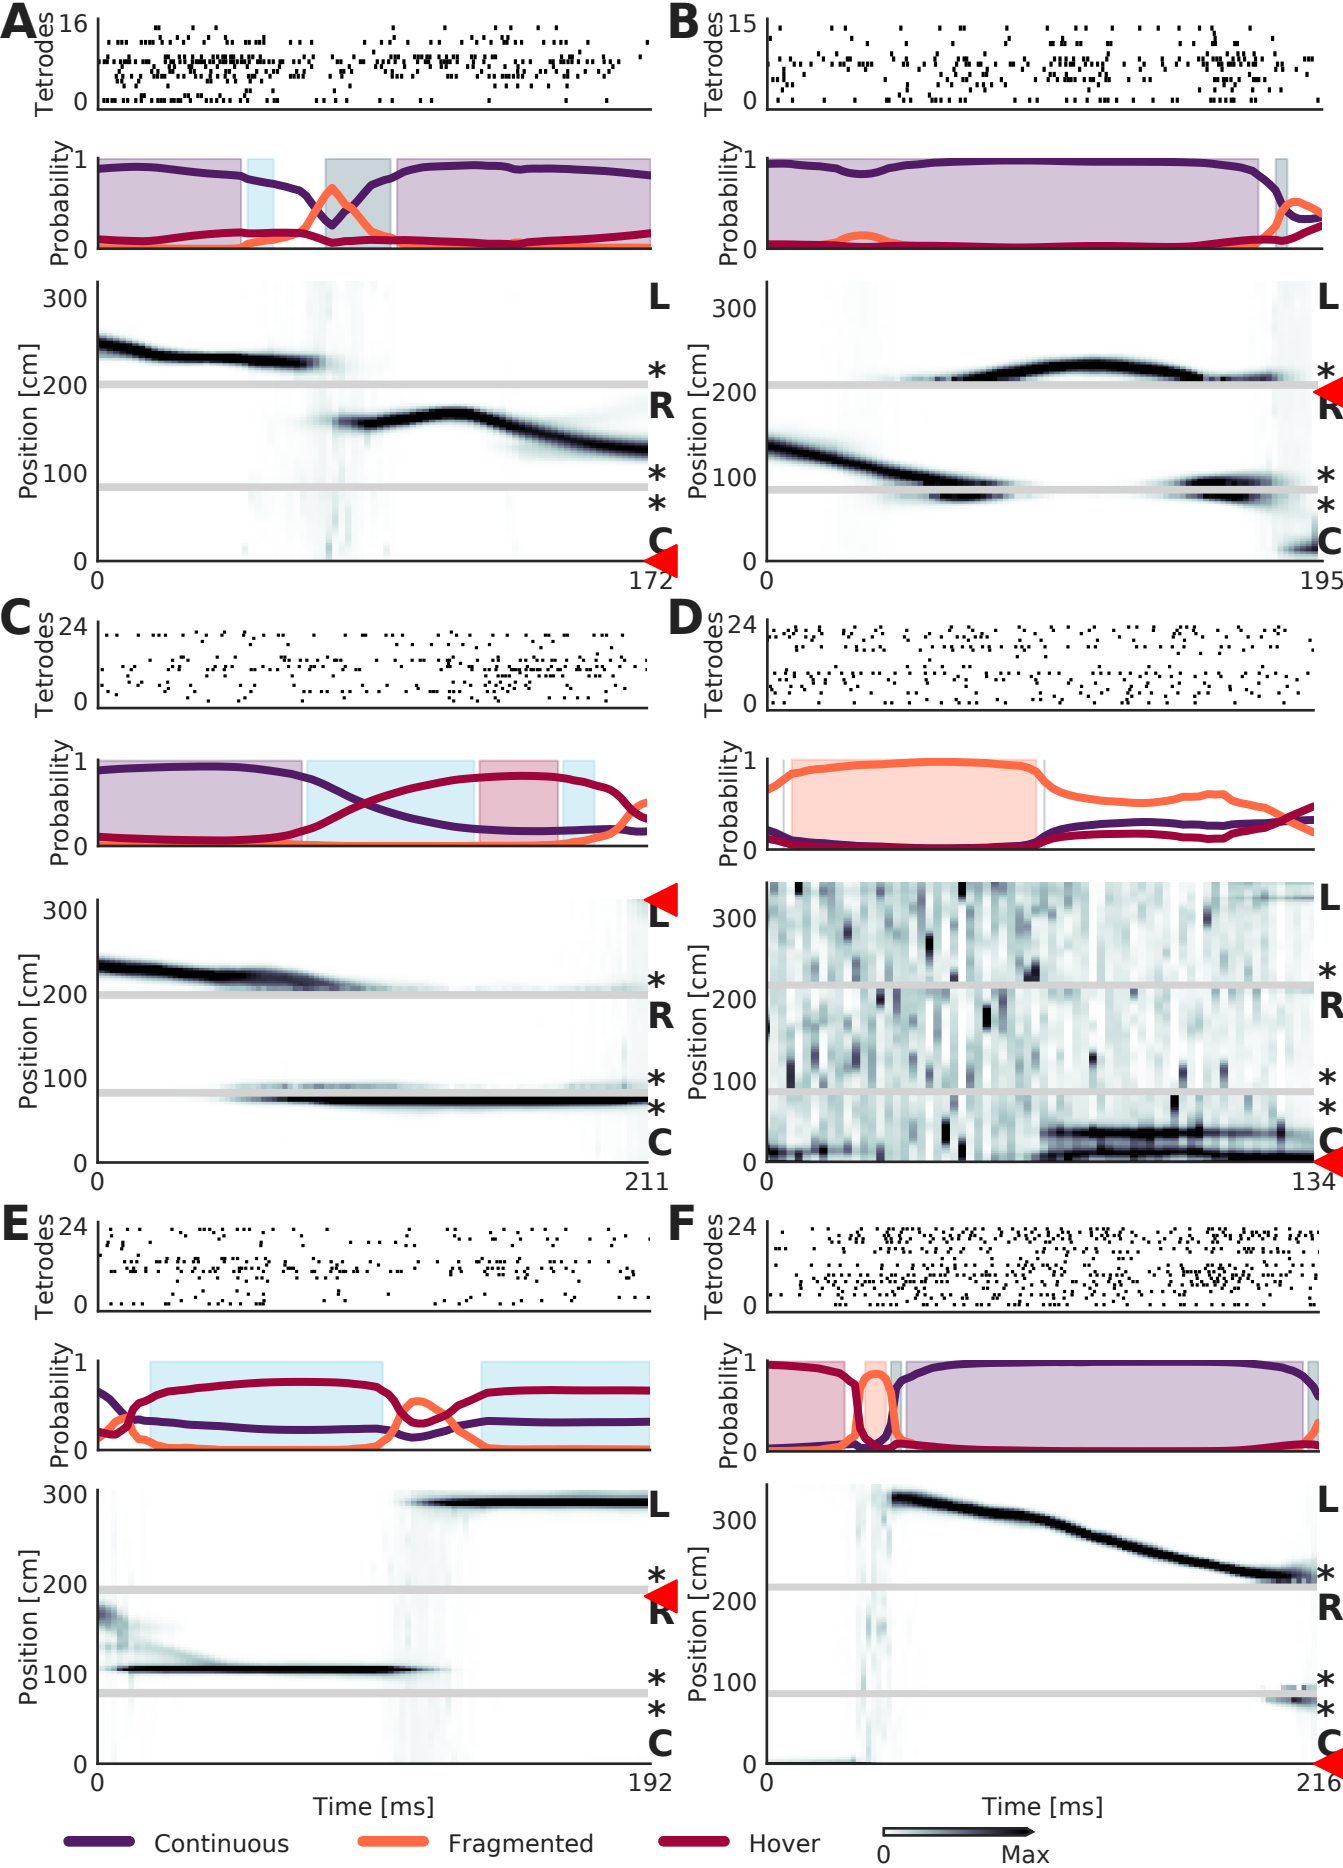 A
Tetrodes
16
0
Probability
1
0
Position [cm]
300
200
100
0
L
*
R
*
*
C
0
172
B
Tetrodes
15
0
Probability
1
0
Position [cm]
300
200
100
0
L
*
R
*
*
C
0
195
C
Tetrodes
24
0
Probability
1
0
Position [cm]
300
200
100
0
L
*
R
*
*
C
0
211
D
Tetrodes
24
0
Probability
1
0
Position [cm]
300
200
100
0
L
*
R
*
*
C
0
134
E
Tetrodes
24
0
Probability
1
0
Position [cm]
300
200
100
0
L
*
R
*
*
C
0
192
Time [ms]
F
Tetrodes
24
0
Probability
1
0
Position [cm]
300
200
100
0
L
*
R
*
*
C
0
216
Time [ms]
Continuous
Fragmented
Hover
0
Max